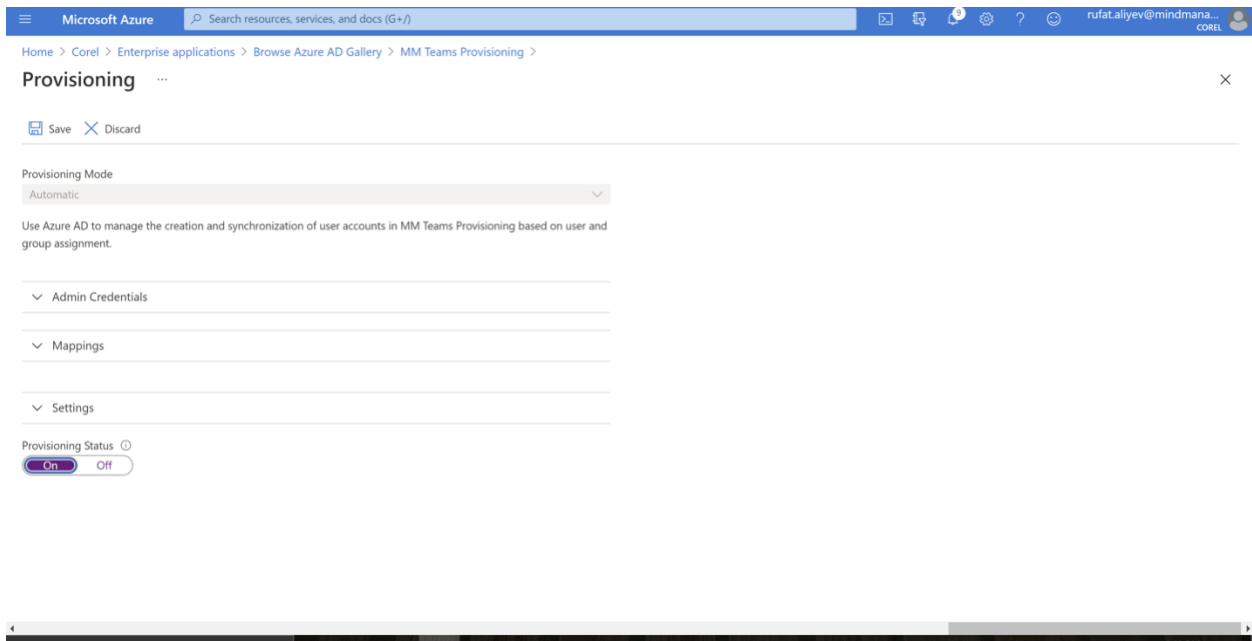 Microsoft Azure
Search resources, services, and docs (G+/)
9
?
rufat.aliyev@mindmana...
COREL
Home > Corel > Enterprise applications > Browse Azure AD Gallery > MM Teams Provisioning >
Provisioning ...
Save Discard
Provisioning Mode
Automatic
Use Azure AD to manage the creation and synchronization of user accounts in MM Teams Provisioning based on user and
group assignment.
Admin Credentials
Mappings
Settings
Provisioning Status
On Off